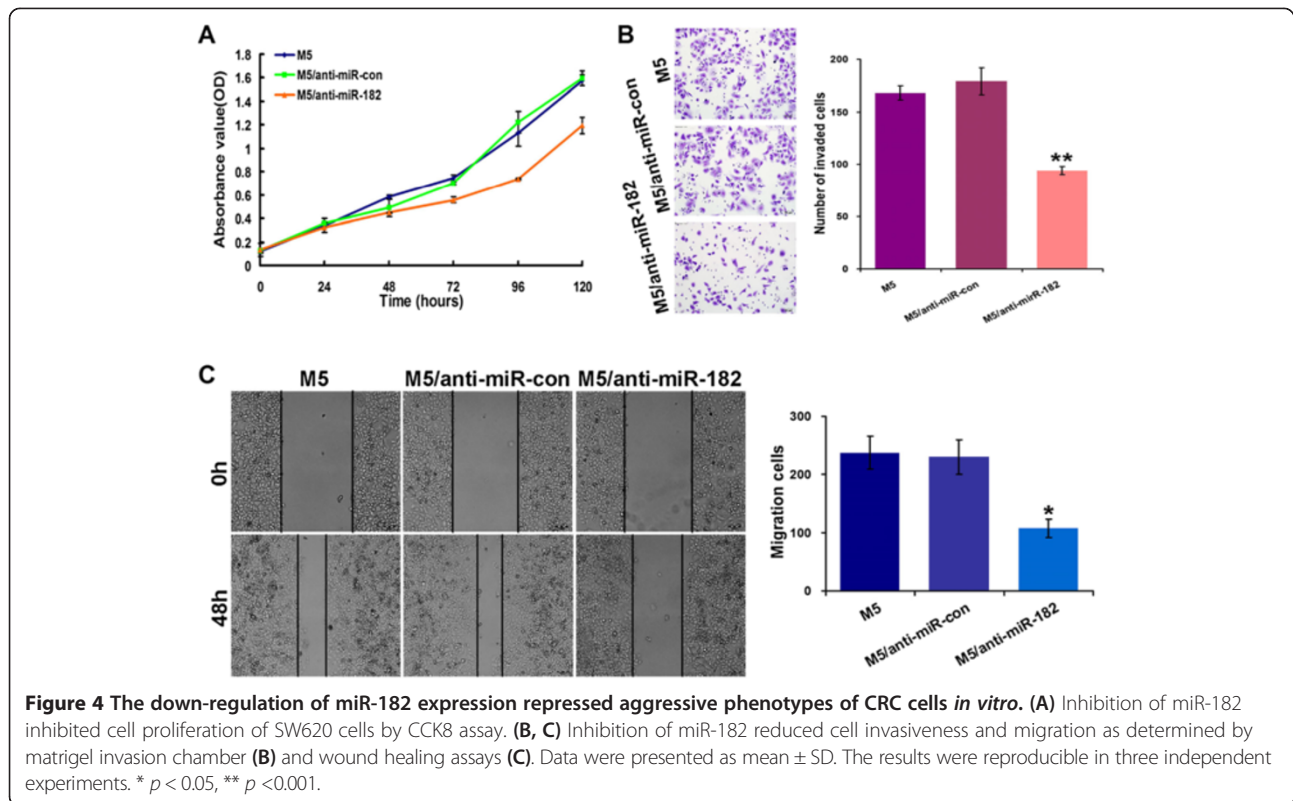 A
M5
M5/anti-miR-con
M5/anti-miR-182
Absorbance value(OD)
1.8
1.6
1.4
1.2
1
0.8
0.6
0.4
0.2
0
0 24 48 72 96 120
Time (hours)
B
M5
M5/anti-miR-con
M5/anti-miR-182
Number of invaded cells
200
150
100
50
0
**
M5
M5/anti-miR-con
M5/anti-mirR-182
C
M5 M5/anti-miR-con M5/anti-miR-182
0h
48h
Migration cells
300
200
100
0
*
M5
M5/anti-miR-con
M5/anti-miR-182
Figure 4 The down-regulation of miR-182 expression repressed aggressive phenotypes of CRC cells in vitro. (A) Inhibition of miR-182
inhibited cell proliferation of SW620 cells by CCK8 assay. (B, C) Inhibition of miR-182 reduced cell invasiveness and migration as determined by
matrigel invasion chamber (B) and wound healing assays (C). Data were presented as mean ± SD. The results were reproducible in three independent
experiments. * p < 0.05, ** p <0.001.